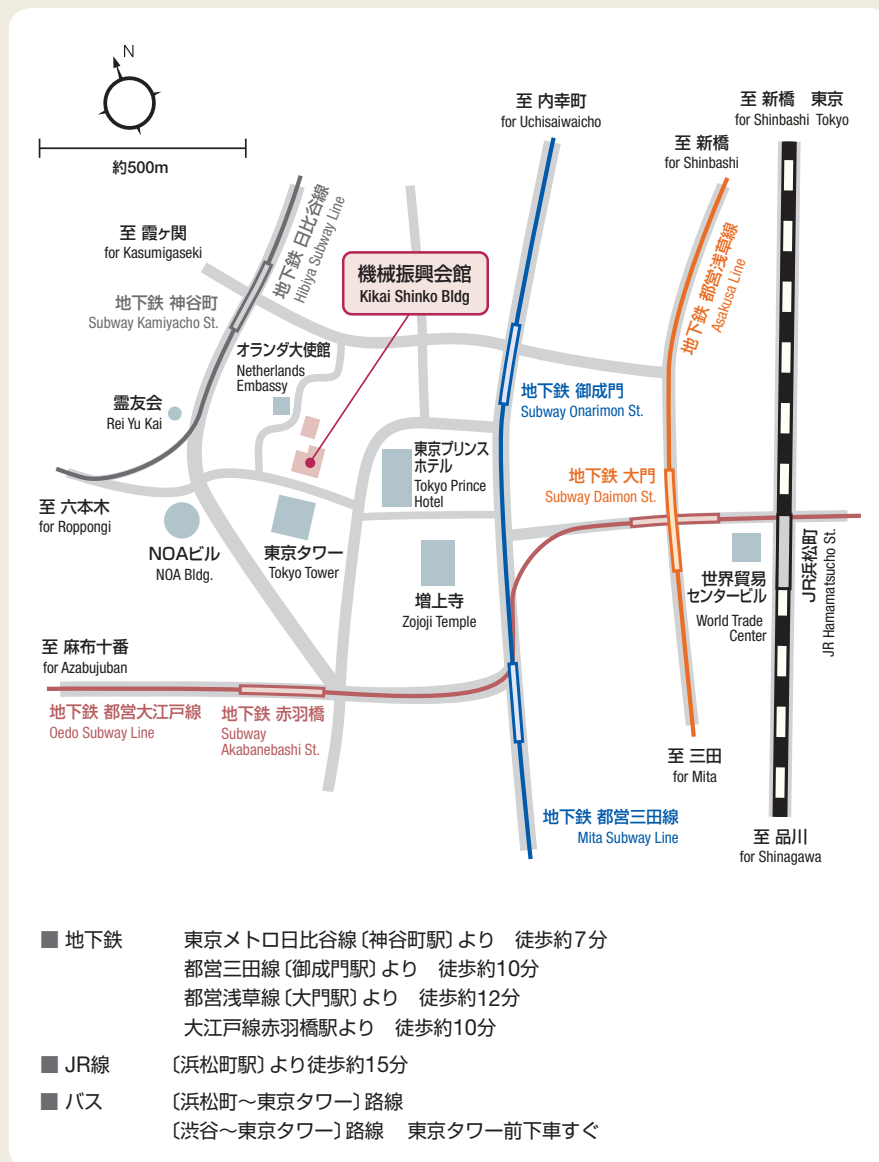 N
約500m
至 内幸町
for Uchisaiwaicho
至 新橋 東京
for Shinbashi Tokyo
至 新橋
for Shinbashi
地下鉄 日比谷線
Hibiya Subway Line
至 霞ヶ関
for Kasumigaseki
地下鉄 都営浅草線
Asakusa Line
機械振興会館
Kikai Shinko Bldg
地下鉄 神谷町
Subway Kamiyacho St.
オランダ大使館
Netherlands
Embassy
地下鉄 御成門
Subway Onarimon St.
霊友会
Rei Yu Kai
東京プリンス
ホテル
Tokyo Prince
Hotel
地下鉄 大門
Subway Daimon St.
至 六本木
for Roppongi
NOAビル
NOA Bldg.
東京タワー
Tokyo Tower
増上寺
Zojoji Temple
世界貿易
センタービル
World Trade
Center
JR浜松町
JR Hamamatsucho St.
至 麻布十番
for Azabujuban
地下鉄 都営大江戸線
Oedo Subway Line
地下鉄 赤羽橋
Subway
Akabanebashi St.
至 三田
for Mita
地下鉄 都営三田線
Mita Subway Line
至 品川
for Shinagawa
■ 地下鉄 東京メトロ日比谷線〔神谷町駅〕より 徒歩約7分
都営三田線〔御成門駅〕より 徒歩約10分
都営浅草線〔大門駅〕より 徒歩約12分
大江戸線赤羽橋駅より 徒歩約10分
■ JR線 〔浜松町駅〕より徒歩約15分
■ バス 〔浜松町~東京タワー〕路線
〔渋谷~東京タワー〕路線 東京タワー前下車すぐ